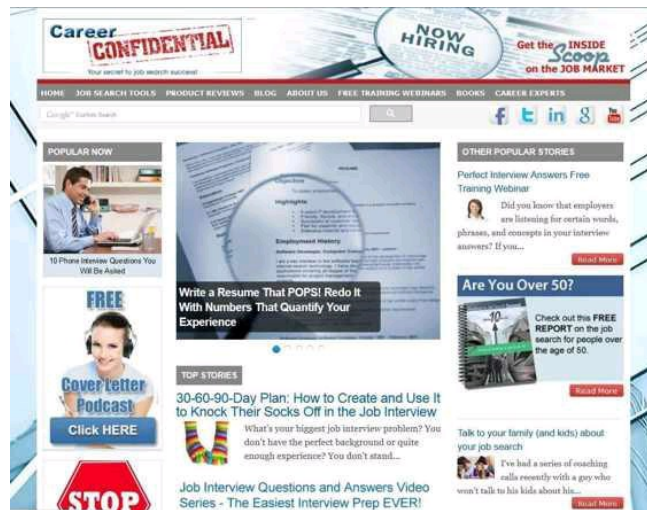 Career
CONFIDENTIAL
Your secret to job search success!
NOW
HIRING
Get the INSIDE
Scoop
on the JOB MARKET
HOME JOB SEARCH TOOLS PRODUCT REVIEWS BLOG ABOUT US FREE TRAINING WEBINARS BOOKS CAREER EXPERTS
Google Custom Search
f t in g You Tube
POPULAR NOW
10 Phone Interview Questions You
Will Be Asked
FREE
Cover Letter
Podcast
Click HERE
STOP
Highlights
Employment History
Write a Resume That POPS! Redo It
With Numbers That Quantify Your
Experience
TOP STORIES
30-60-90-Day Plan: How to Create and Use It
to Knock Their Socks Off in the Job Interview
What's your biggest job interview problem? You
don't have the perfect background or quite
enough experience? You don't stand...
Job Interview Questions and Answers Video
Series - The Easiest Interview Prep EVER!
OTHER POPULAR STORIES
Perfect Interview Answers Free
Training Webinar
Did you know that employers
are listening for certain words,
phrases, and concepts in your interview
answers? If you...
Read More
Are You Over 50?
10
Check out this FREE
REPORT on the job
search for people over
the age of 50.
Read More
Talk to your family (and kids) about
your job search
I've had a series of coaching
calls recently with a guy who
won't talk to his kids about his...
Read More